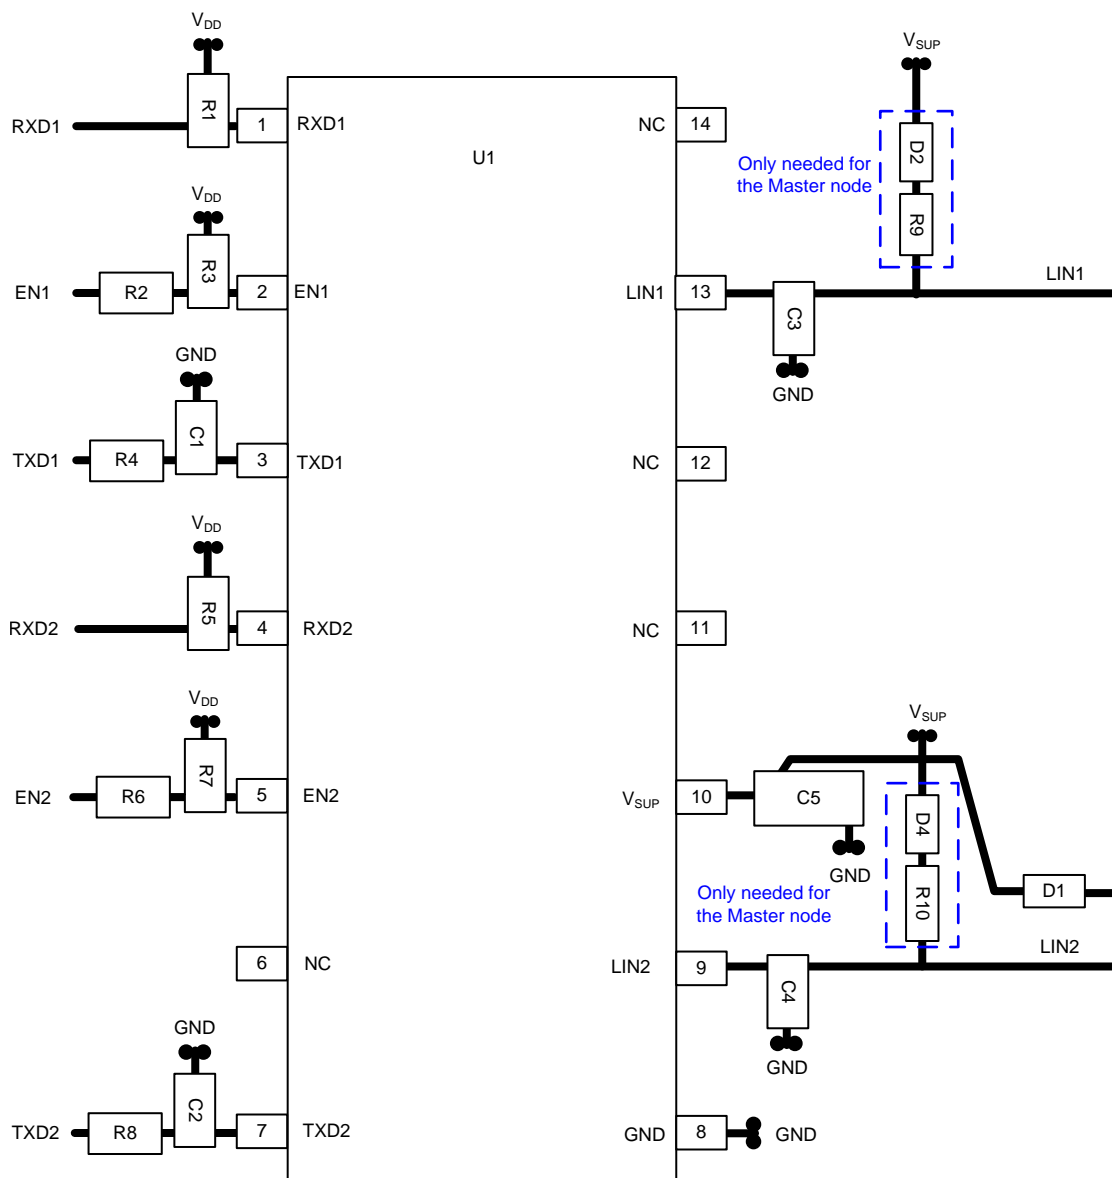 VDD
VSUP
RXD1
R1
1
RXD1
NC
14
U1
D2
Only needed for
the Master node
R9
VDD
R3
EN1
R2
2
EN1
LIN1
13
LIN1
C3
GND
GND
C1
TXD1
R4
3
TXD1
NC
12
VDD
R5
RXD2
4
RXD2
NC
11
VDD
VSUP
R7
EN2
R6
5
EN2
VSUP
10
C5
D4
GND
Only needed for
the Master node
R10
D1
6
NC
LIN2
9
LIN2
C4
GND
GND
C2
TXD2
R8
7
TXD2
GND
8
GND